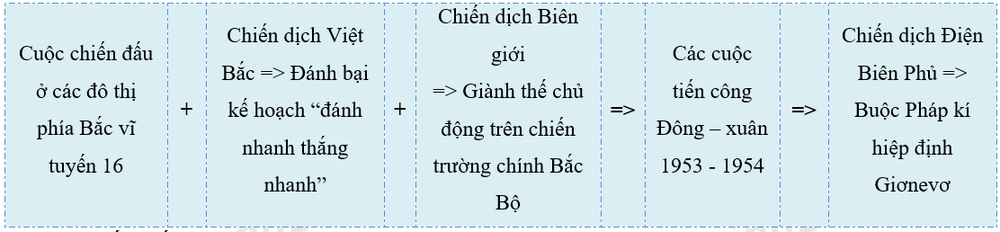 Cuộc chiến đấu
ở các đô thị
phía Bắc vĩ
tuyến 16
+
Chiến dịch Việt
Bắc => Đánh bại
kế hoạch “đánh
nhanh thắng
nhanh”
+
Chiến dịch Biên
giới
=> Giành thế chủ
động trên chiến
trường chính Bắc
Bộ
=>
Các cuộc
tiến công
Đông – xuân
1953 - 1954
=>
Chiến dịch Điện
Biên Phủ =>
Buộc Pháp kí
hiệp định
Giơnevơ